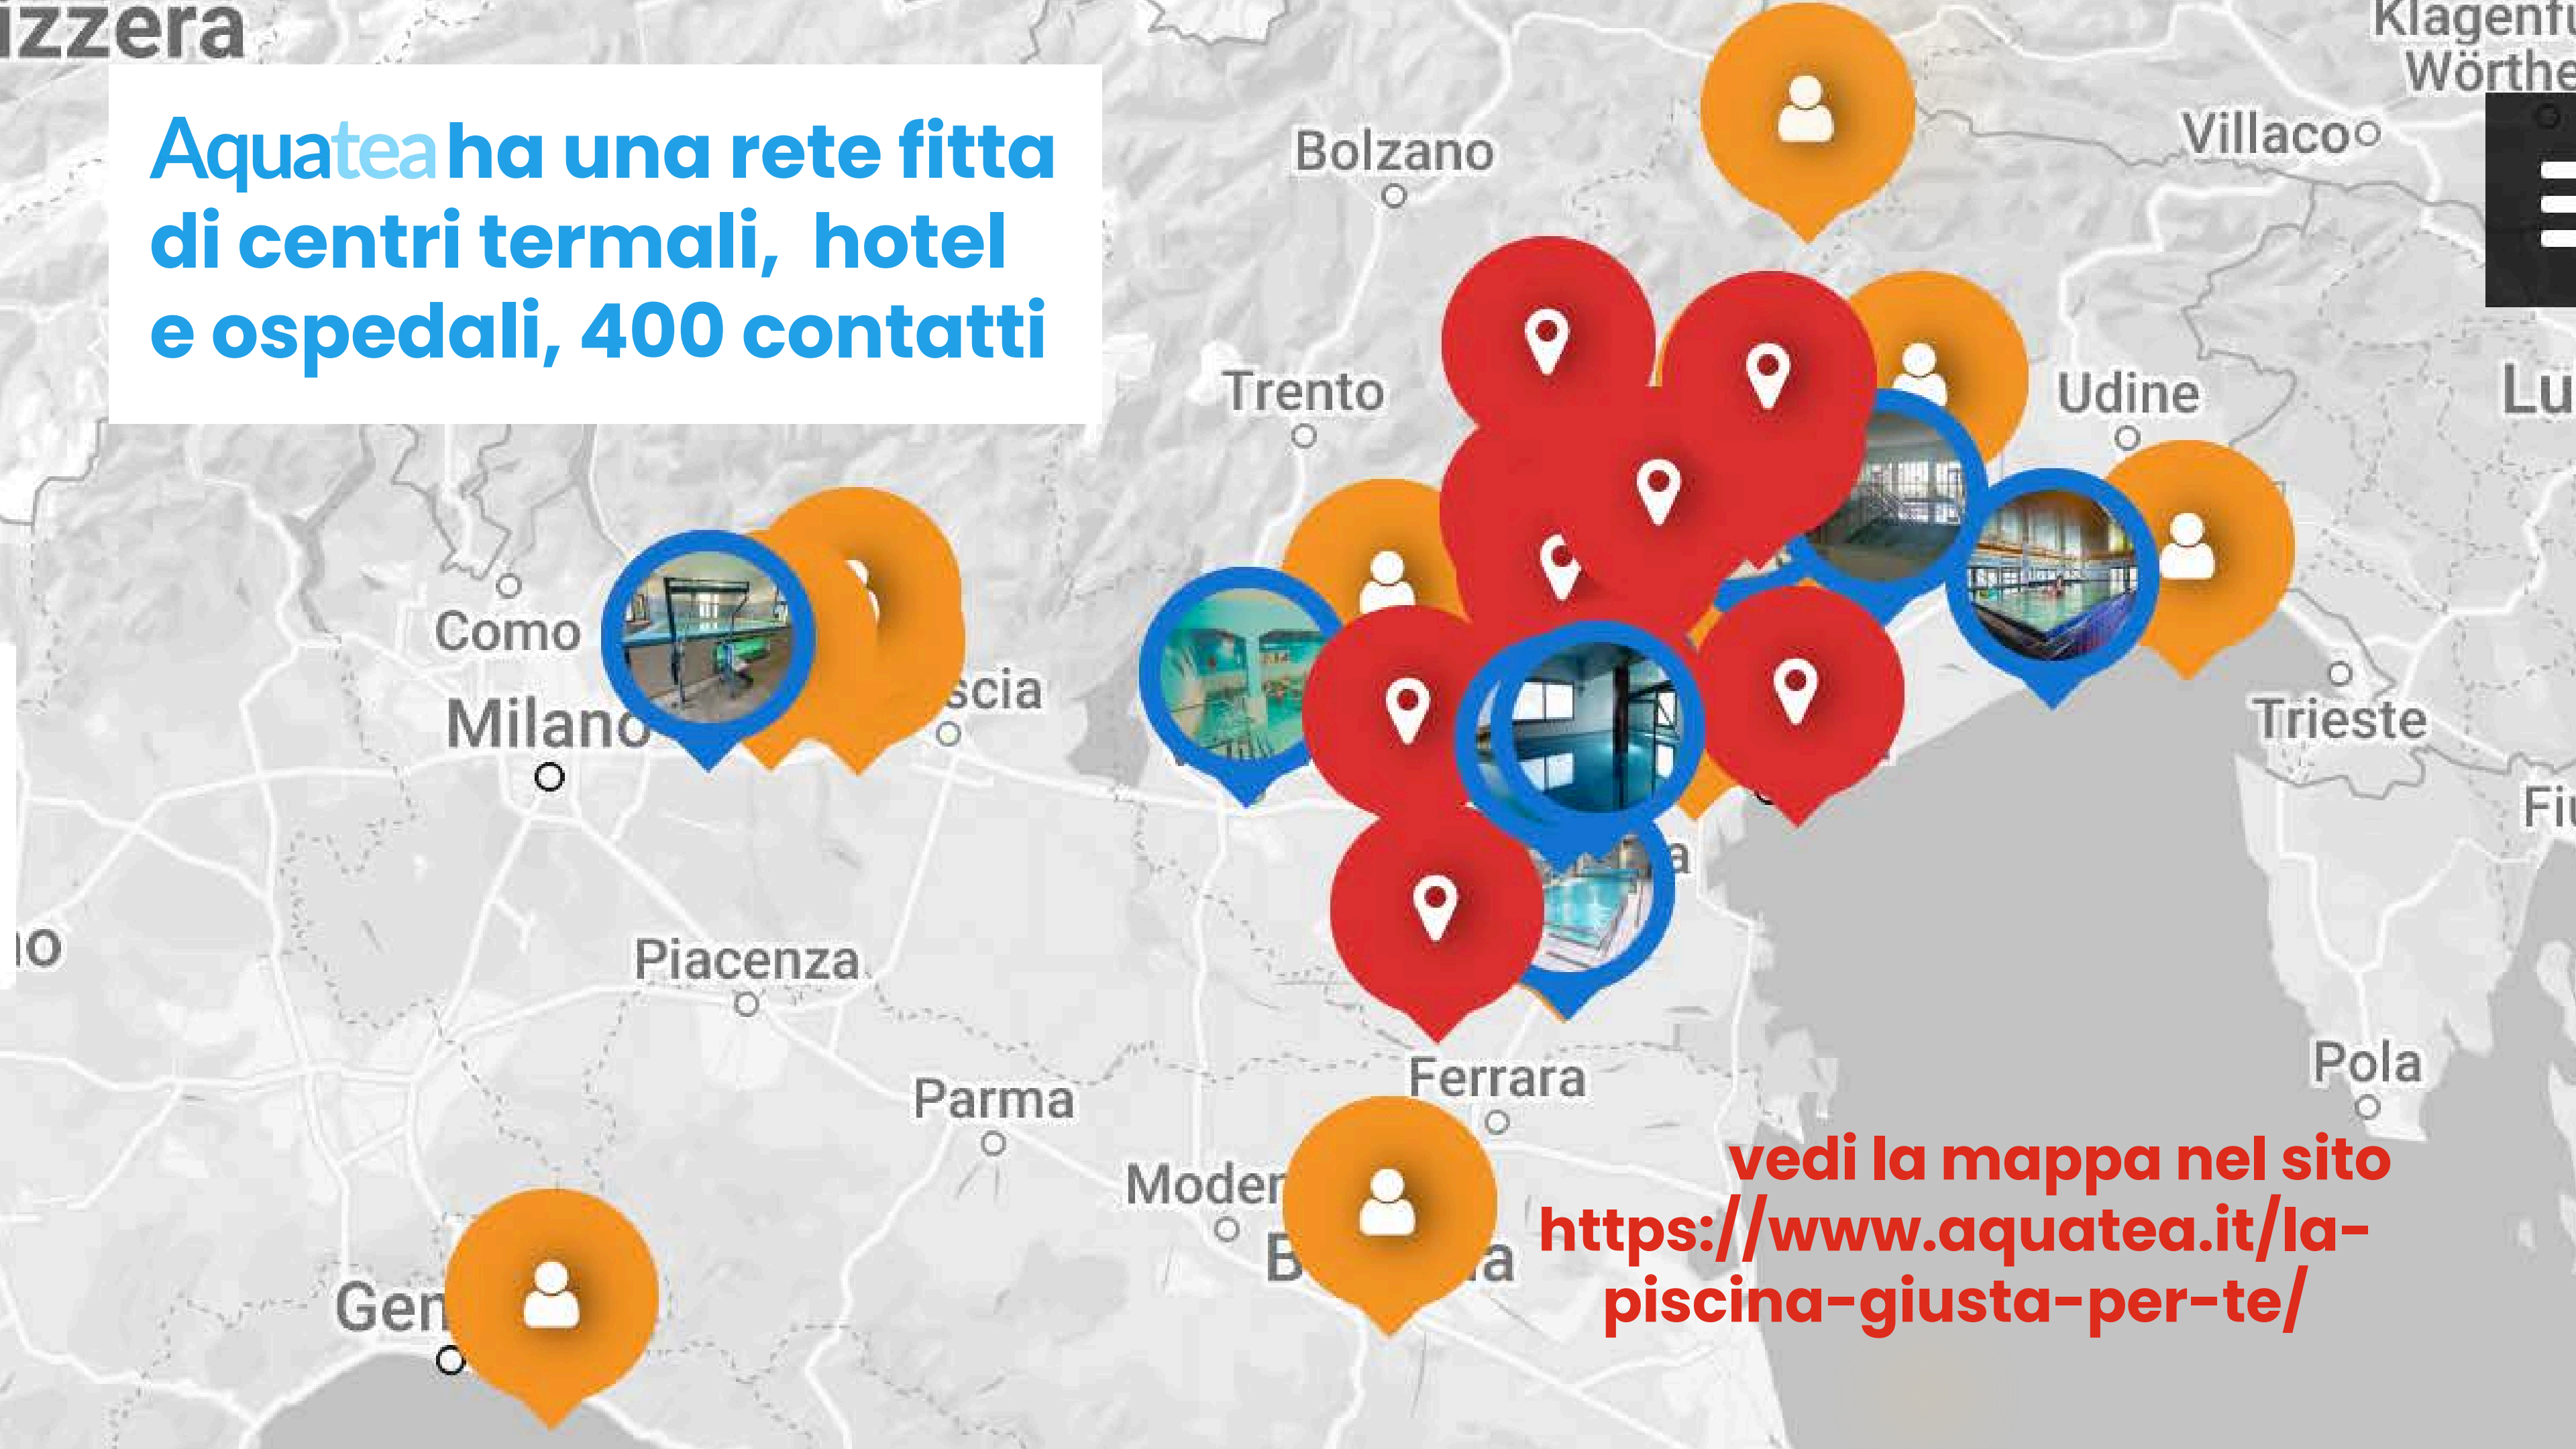 Aquatea ha una rete fitta
di centri termali, hotel
e ospedali, 400 contatti
Bolzano
Villaco
Trento
Udine
Como
Milano
Trieste
Piacenza
Parma
Ferrara
Pola
vedi la mappa nel sito
https://www.aquatea.it/la-
piscina-giusta-per-te/